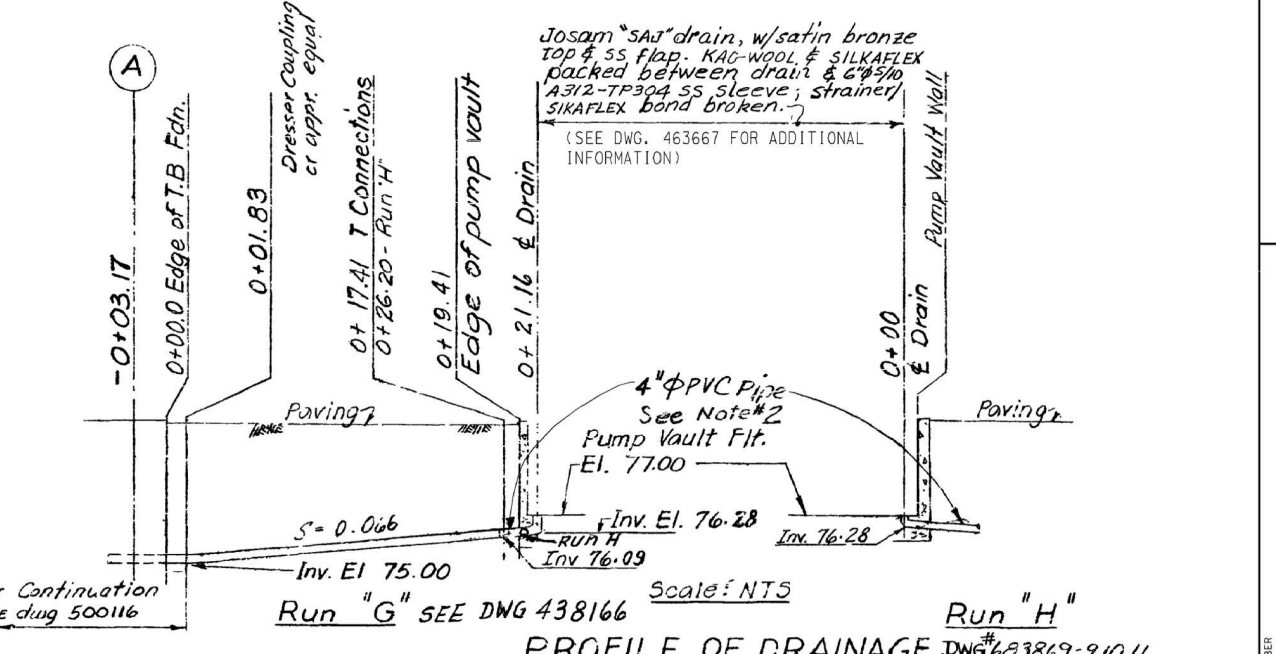 A
-0+03.17
0+00.0 Edge of T.B Fdn.
0+01.83
Dresser Coupling
or appr. equal
0+17.41 T Connections
0+26.20 - Run "H"
0+19.41
Edge of pump vault
0+21.16 ℄ Drain
Josam "SAJ" drain, w/satin bronze
TOP & SS flap. KAO-WOOL & SILKAFLEX
packed between drain & 6"φ S/10
A312-TP304 SS sleeve; strainer/
SIKAFLEX bond broken.
(SEE DWG. 463667 FOR ADDITIONAL
INFORMATION)
0+00
℄ Drain
Pump Vault Wall
Paving
4"φ PVC Pipe
See Note #2
Paving
Pump Vault Flr.
El. 77.00
S= 0.066
Inv. El. 76.28
Run H
Inv 76.09
Inv. 76.28
Inv. El 75.00
Continuation
dwg 500116
Scale: NTS
Run "G" SEE DWG 438166
Run "H"
PROFILE OF DRAINAGE